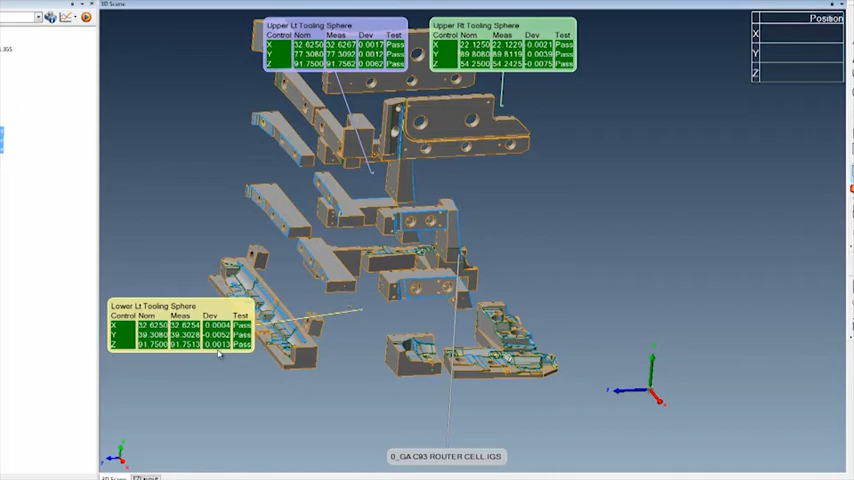 3D Scene
Position
X
Y
Z
Upper Lt Tooling Sphere
Control Nom Meas Dev Test
X 32.6250 32.6267 0.0017 Pass
Y 77.3080 77.3092 0.0012 Pass
Z 91.7500 91.7562 0.0062 Pass
Upper Rt Tooling Sphere
Control Nom Meas Dev Test
X 22.1250 22.1229 -0.0021 Pass
Y 89.8080 89.8119 0.0039 Pass
Z 54.2500 54.2425 -0.0075 Pass
.IGS
Lower Lt Tooling Sphere
Control Nom Meas Dev Test
X 32.6250 32.6254 0.0004 Pass
Y 39.3080 39.3028 -0.0052 Pass
Z 91.7500 91.7513 0.0013 Pass
0_GA C93 ROUTER CELL IGS
3D Scene